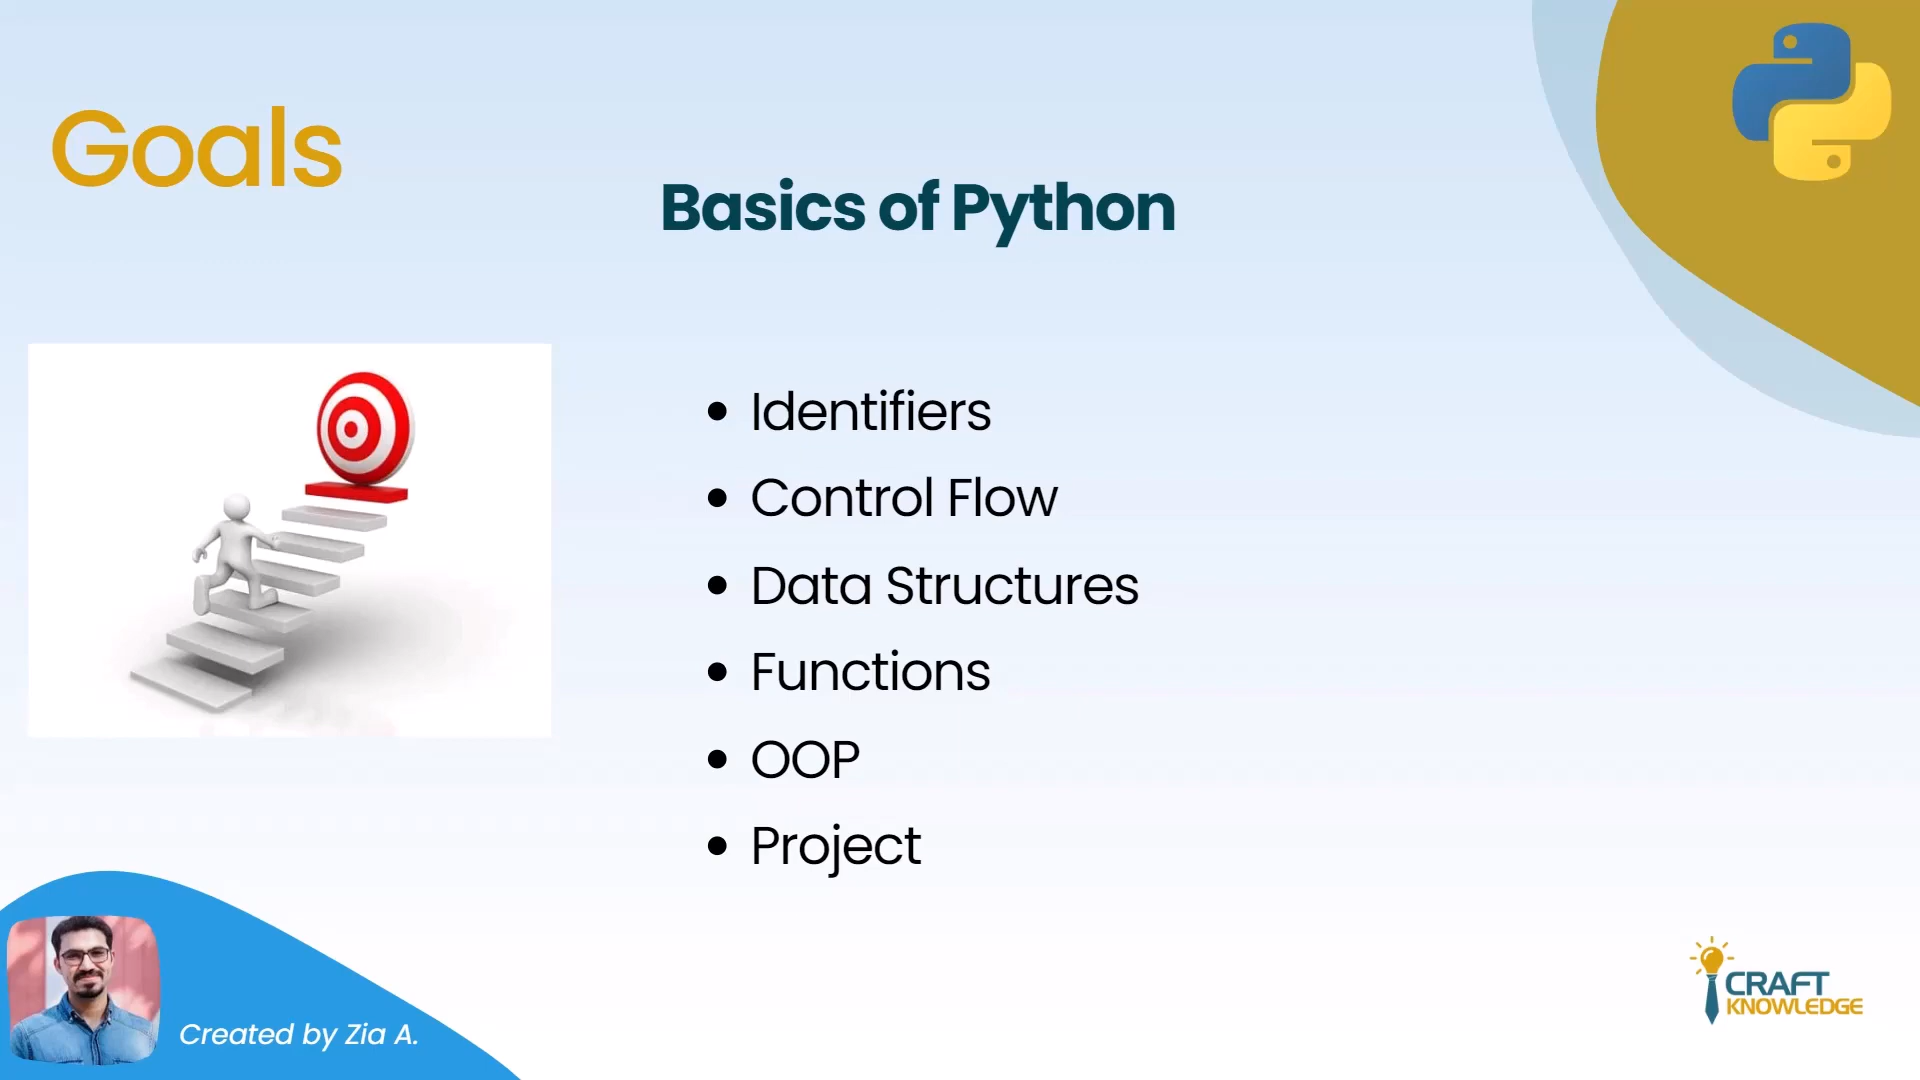 Goals
Basics of Python
• Identifiers
• Control Flow
• Data Structures
• Functions
• OOP
• Project
Created by Zia A.
CRAFT
KNOWLEDGE